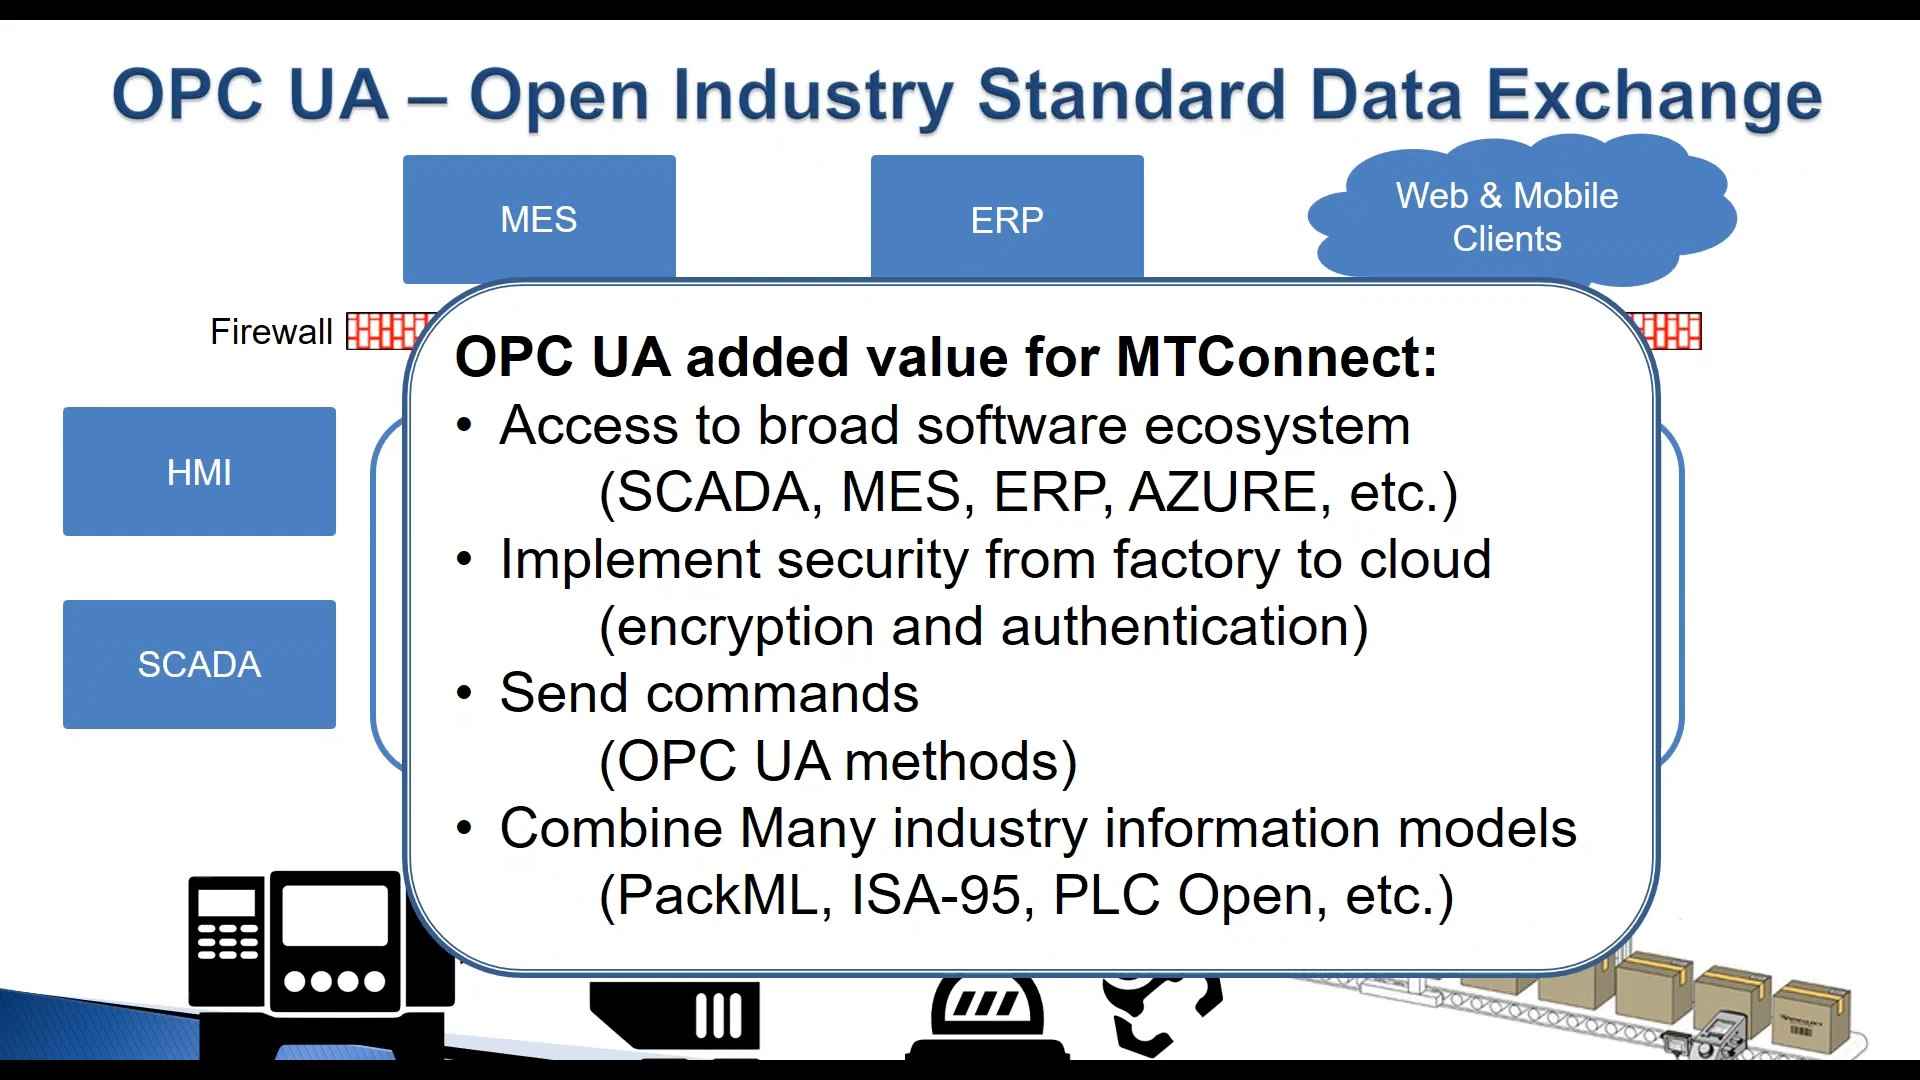 OPC UA – Open Industry Standard Data Exchange
MES
ERP
Web & Mobile
Clients
Firewall
OPC UA added value for MTConnect:
• Access to broad software ecosystem
(SCADA, MES, ERP, AZURE, etc.)
• Implement security from factory to cloud
(encryption and authentication)
• Send commands
(OPC UA methods)
• Combine Many industry information models
(PackML, ISA-95, PLC Open, etc.)
HMI
SCADA